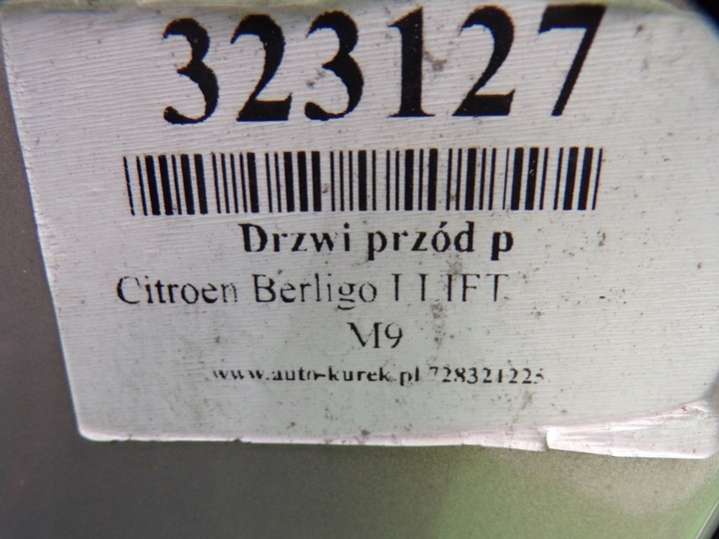 323127
Drzwi przód p
Citroen Berligo I LIFT
M9
www.auto-kurek.pl 728321225